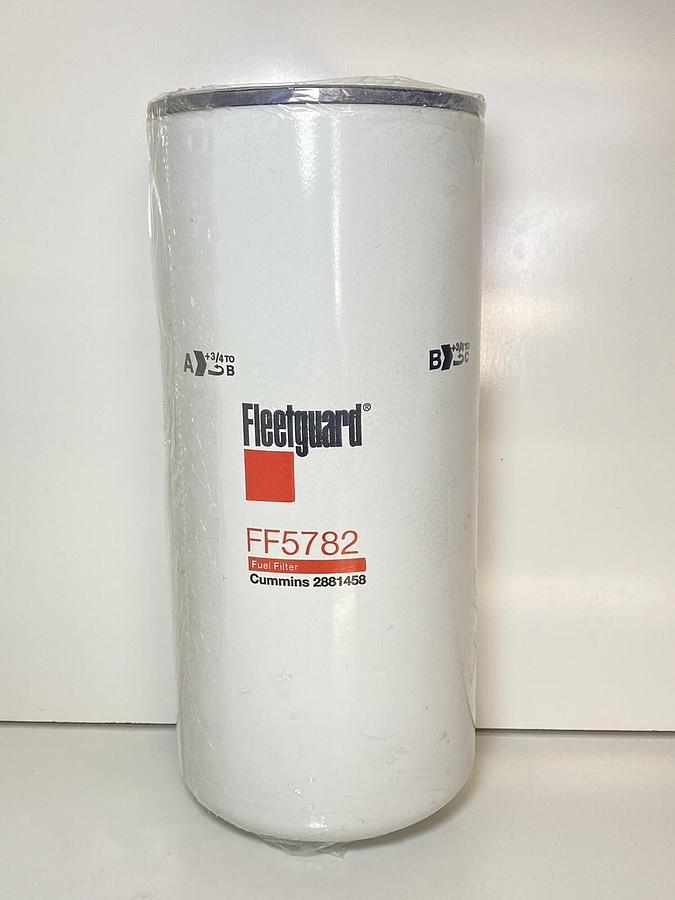 A +3/4 TO B
B +3/4 TO C
Fleetguard®
FF5782
Fuel Filter
Cummins 2881458